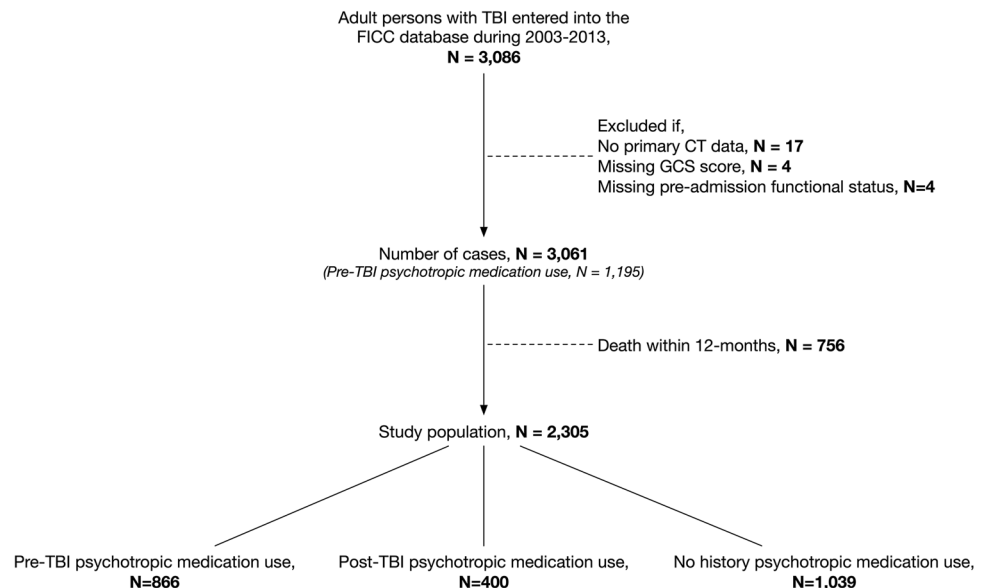 Adult persons with TBI entered into the
FICC database during 2003-2013,
N = 3,086
Excluded if,
No primary CT data, N = 17
Missing GCS score, N = 4
Missing pre-admission functional status, N=4
Number of cases, N = 3,061
(Pre-TBI psychotropic medication use, N = 1,195)
Death within 12-months, N = 756
Study population, N = 2,305
Pre-TBI psychotropic medication use,
N=866
Post-TBI psychotropic medication use,
N=400
No history psychotropic medication use,
N=1,039